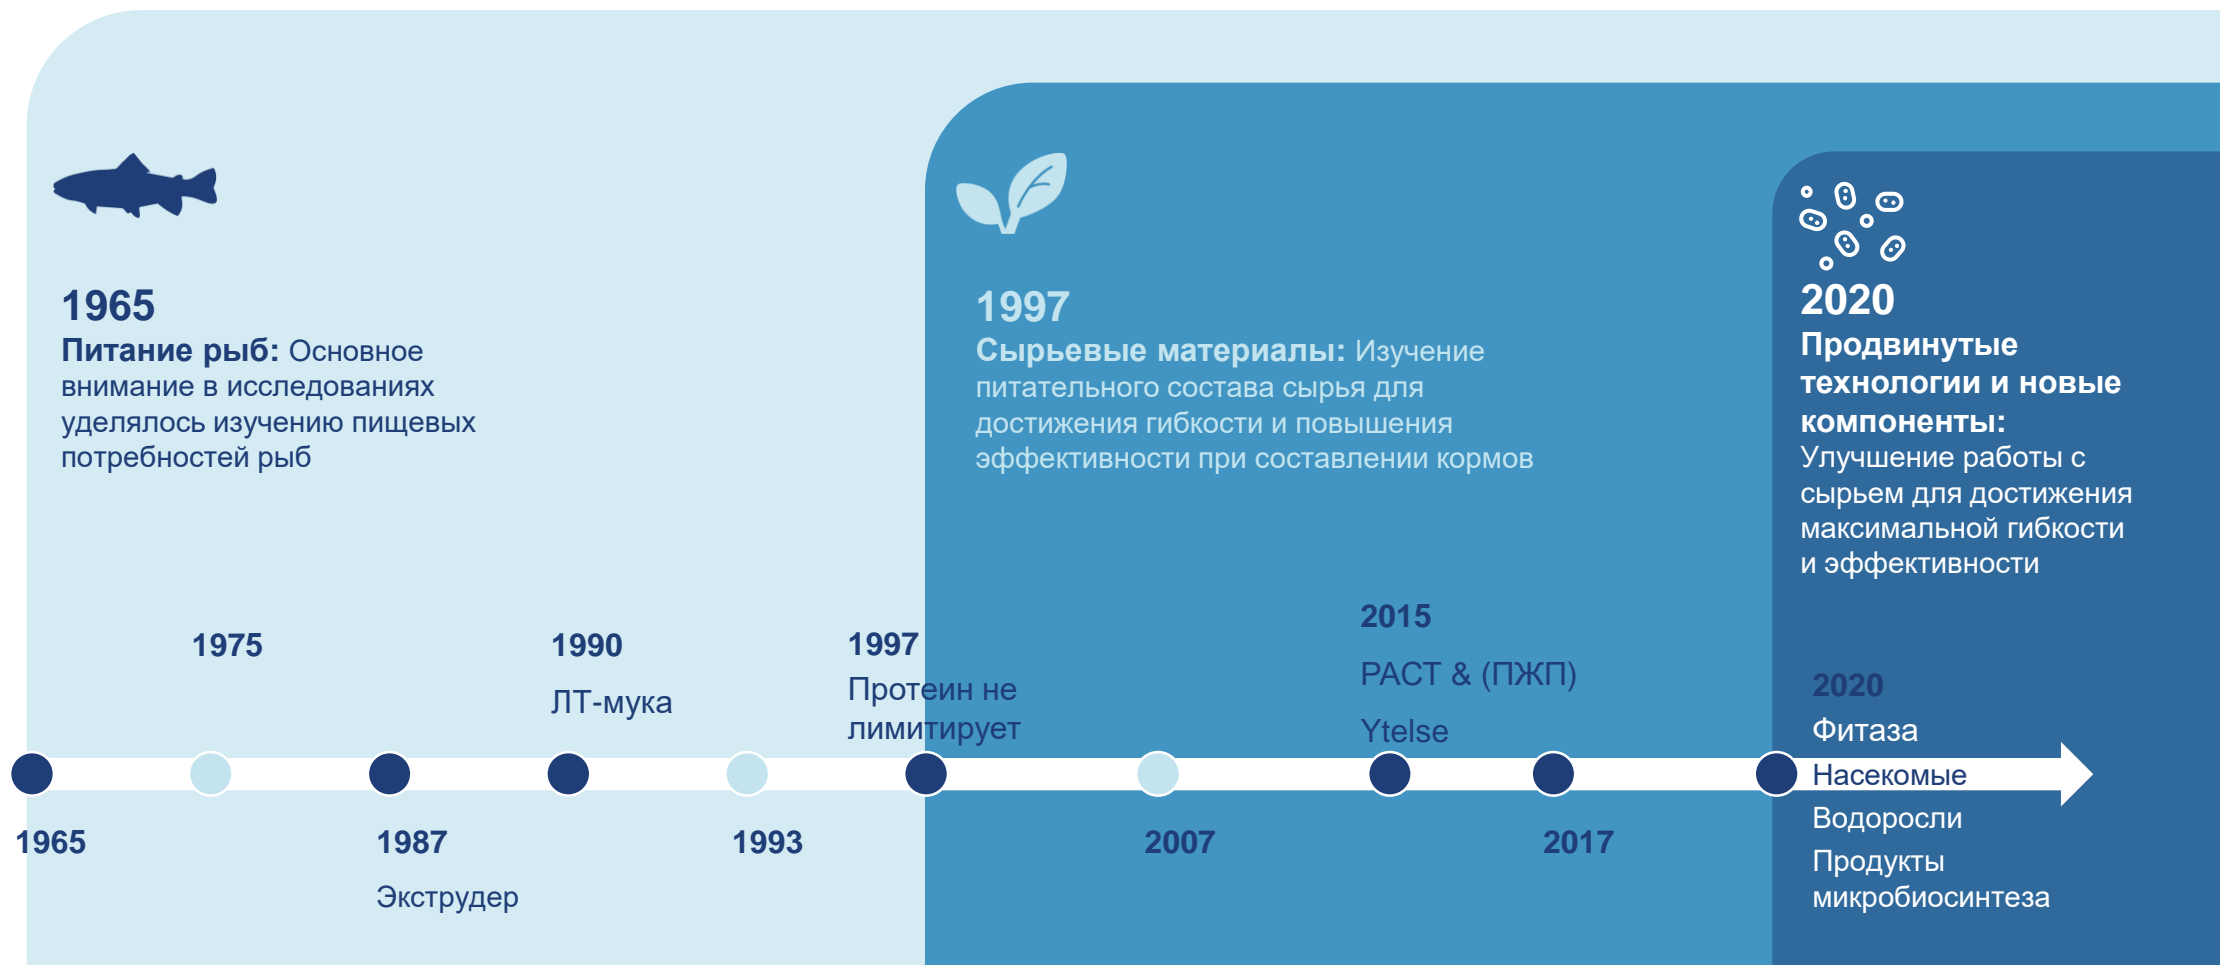 1965
Питание рыб: Основное
внимание в исследованиях
уделялось изучению пищевых
потребностей рыб
1997
Сырьевые материалы: Изучение
питательного состава сырья для
достижения гибкости и повышения
эффективности при составлении кормов
2020
Продвинутые
технологии и новые
компоненты:
Улучшение работы с
сырьем для достижения
максимальной гибкости
и эффективности
1975
1990
ЛТ-мука
1997
Протеин не
лимитирует
2015
РАСТ & (ПЖП)
Ytelse
2020
Фитаза
Насекомые
Водоросли
Продукты
микробиосинтеза
1965
1987
Экструдер
1993
2007
2017